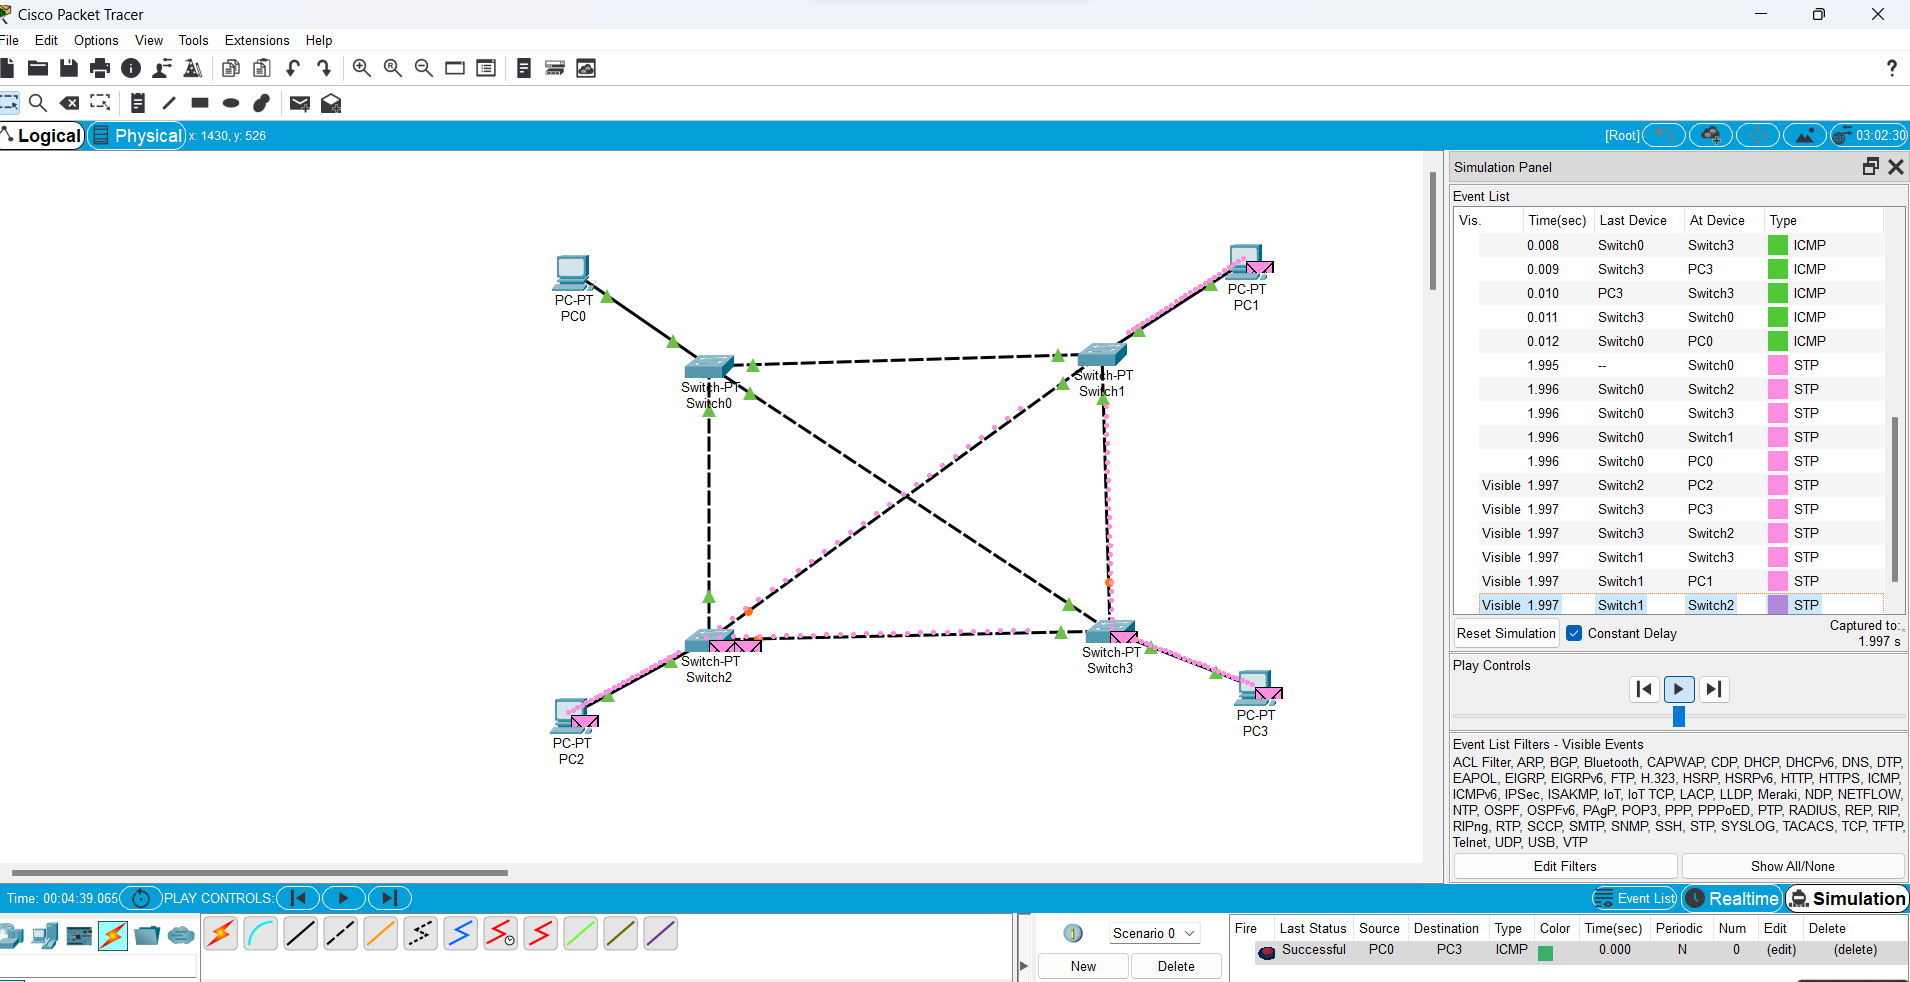 Cisco Packet Tracer
File Edit Options View Tools Extensions Help
?
Logical Physical x: 1430, y: 526 [Root] 03:02:30
Simulation Panel
Event List
Vis. Time(sec) Last Device At Device Type
0.008 Switch0 Switch3 ICMP
0.009 Switch3 PC3 ICMP
0.010 PC3 Switch3 ICMP
0.011 Switch3 Switch0 ICMP
0.012 Switch0 PC0 ICMP
1.995 -- Switch0 STP
1.996 Switch0 Switch2 STP
1.996 Switch0 Switch3 STP
1.996 Switch0 Switch1 STP
1.996 Switch0 PC0 STP
Visible 1.997 Switch2 PC2 STP
Visible 1.997 Switch3 PC3 STP
Visible 1.997 Switch3 Switch2 STP
Visible 1.997 Switch1 Switch3 STP
Visible 1.997 Switch1 PC1 STP
Visible 1.997 Switch1 Switch2 STP
Reset Simulation Constant Delay Captured to:
1.997 s
Play Controls
Event List Filters - Visible Events
ACL Filter, ARP, BGP, Bluetooth, CAPWAP, CDP, DHCP, DHCPv6, DNS, DTP,
EAPOL, EIGRP, EIGRPv6, FTP, H.323, HSRP, HSRPv6, HTTP, HTTPS, ICMP,
ICMPv6, IPSec, ISAKMP, IoT, IoT TCP, LACP, LLDP, Meraki, NDP, NETFLOW,
NTP, OSPF, OSPFv6, PAgP, POP3, PPP, PPPoED, PTP, RADIUS, REP, RIP,
RIPng, RTP, SCCP, SMTP, SNMP, SSH, STP, SYSLOG, TACACS, TCP, TFTP,
Telnet, UDP, USB, VTP
Edit Filters Show All/None
PC-PT
PC0
PC-PT
PC1
Switch-PT
Switch0
Switch-PT
Switch1
Switch-PT
Switch2
Switch-PT
Switch3
PC-PT
PC2
PC-PT
PC3
Time: 00:04:39.065 PLAY CONTROLS: Event List Realtime Simulation
Scenario 0
New Delete
Fire Last Status Source Destination Type Color Time(sec) Periodic Num Edit Delete
Successful PC0 PC3 ICMP 0.000 N 0 (edit) (delete)